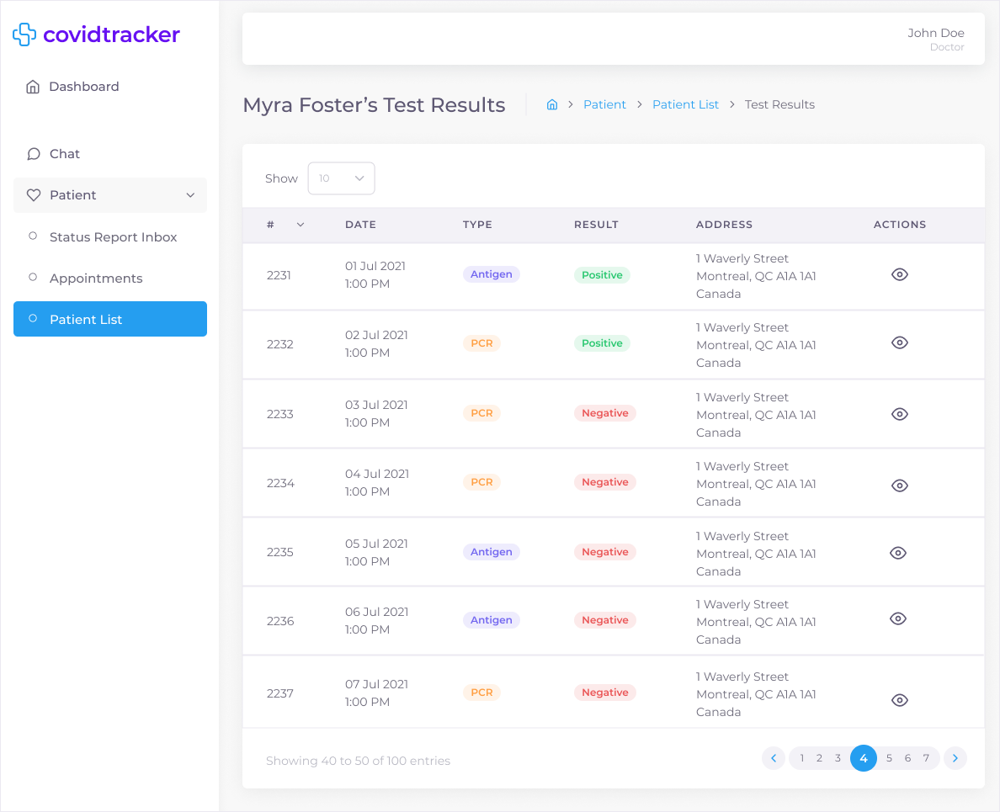 covidtracker
Dashboard
Chat
Patient
Status Report Inbox
Appointments
Patient List
John Doe
Doctor
Myra Foster’s Test Results
Patient
Patient List
Test Results
Show 10
# DATE TYPE RESULT ADDRESS ACTIONS
2231
01 Jul 2021
1:00 PM
Antigen
Positive
1 Waverly Street
Montreal, QC A1A 1A1
Canada
2232
02 Jul 2021
1:00 PM
PCR
Positive
1 Waverly Street
Montreal, QC A1A 1A1
Canada
2233
03 Jul 2021
1:00 PM
PCR
Negative
1 Waverly Street
Montreal, QC A1A 1A1
Canada
2234
04 Jul 2021
1:00 PM
PCR
Negative
1 Waverly Street
Montreal, QC A1A 1A1
Canada
2235
05 Jul 2021
1:00 PM
Antigen
Negative
1 Waverly Street
Montreal, QC A1A 1A1
Canada
2236
06 Jul 2021
1:00 PM
Antigen
Negative
1 Waverly Street
Montreal, QC A1A 1A1
Canada
2237
07 Jul 2021
1:00 PM
PCR
Negative
1 Waverly Street
Montreal, QC A1A 1A1
Canada
Showing 40 to 50 of 100 entries
1 2 3 4 5 6 7